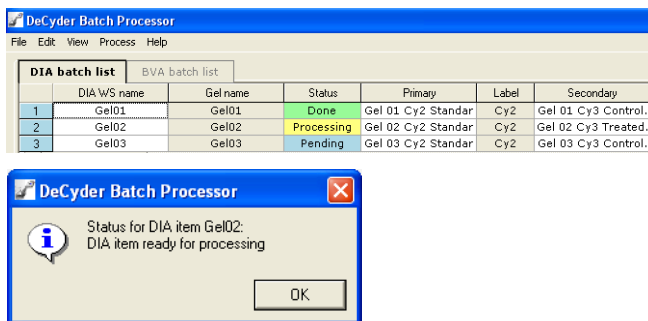 DeCyder Batch Processor
File Edit View Process Help
DIA batch list BVA batch list
DIA WS name Gel name Status Primary Label Secondary
1 Gel01 Gel01 Done Gel 01 Cy2 Standar Cy2 Gel 01 Cy3 Control.
2 Gel02 Gel02 Processing Gel 02 Cy2 Standar Cy2 Gel 02 Cy3 Treated.
3 Gel03 Gel03 Pending Gel 03 Cy2 Standar Cy2 Gel 03 Cy3 Control.
DeCyder Batch Processor
Status for DIA item Gel02:
DIA item ready for processing
OK